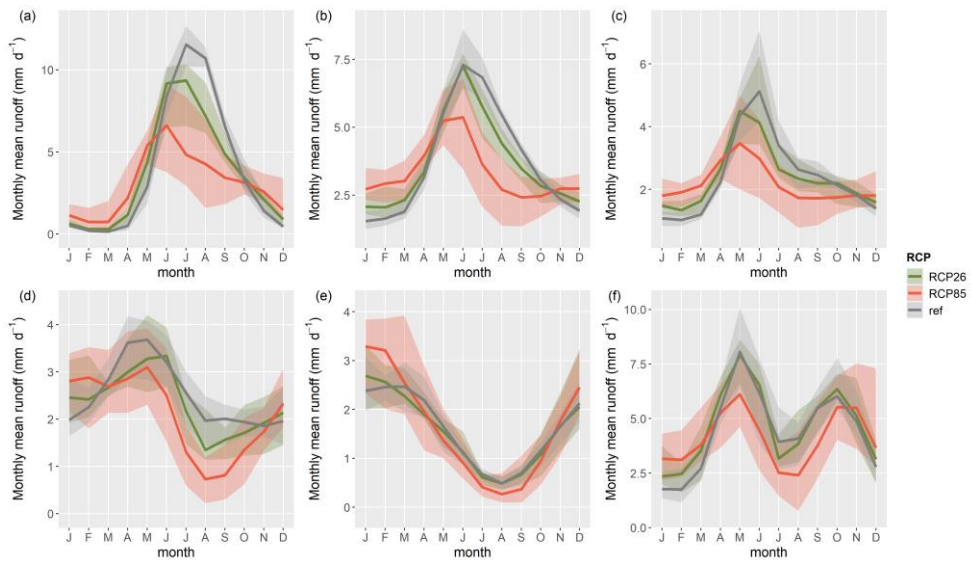 (a)
Monthly mean runoff (mm d⁻¹)
10
5
0
J F M A M J J A S O N D
month
(b)
Monthly mean runoff (mm d⁻¹)
7.5
5.0
2.5
J F M A M J J A S O N D
month
(c)
Monthly mean runoff (mm d⁻¹)
6
4
2
J F M A M J J A S O N D
month
RCP
RCP26
RCP85
ref
(d)
Monthly mean runoff (mm d⁻¹)
4
3
2
1
0
J F M A M J J A S O N D
month
(e)
Monthly mean runoff (mm d⁻¹)
4
3
2
1
0
J F M A M J J A S O N D
month
(f)
Monthly mean runoff (mm d⁻¹)
10.0
7.5
5.0
2.5
0.0
J F M A M J J A S O N D
month